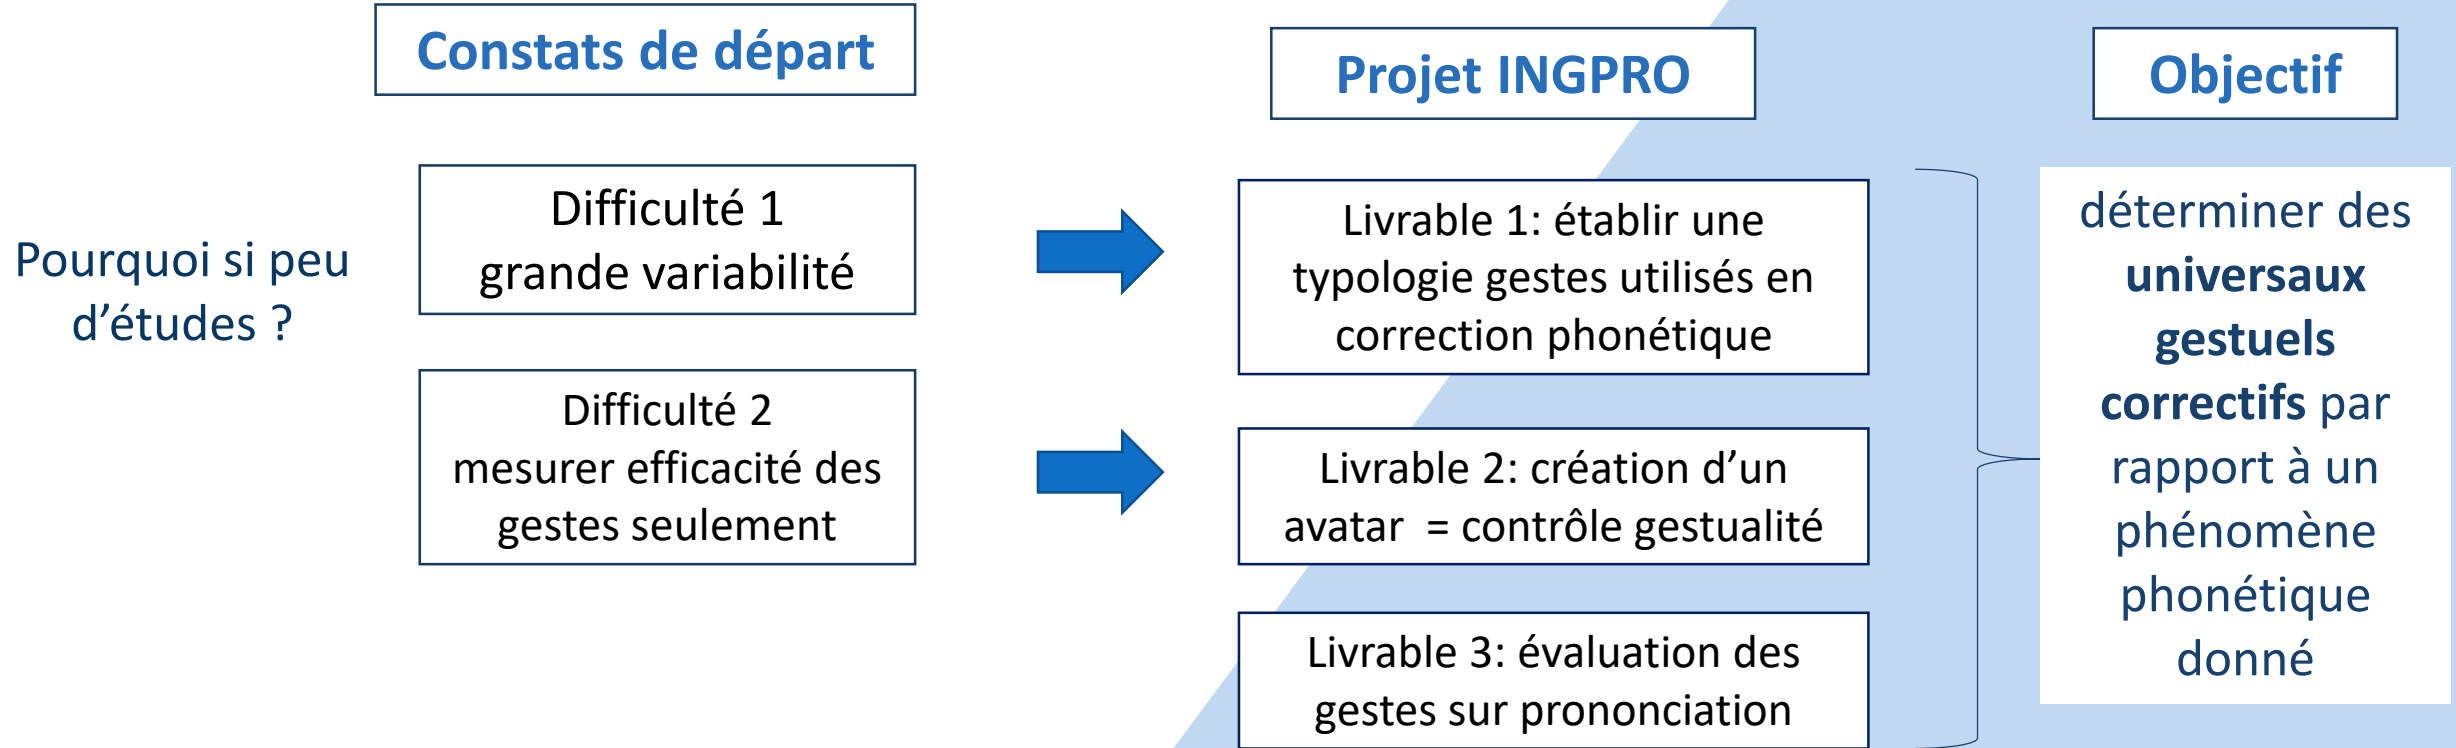 Constats de départ
Projet INGPRO
Objectif
Pourquoi si peu
d’études ?
Difficulté 1
grande variabilité
Difficulté 2
mesurer efficacité des
gestes seulement
Livrable 1: établir une
typologie gestes utilisés en
correction phonétique
Livrable 2: création d’un
avatar = contrôle gestualité
Livrable 3: évaluation des
gestes sur prononciation
déterminer des
universaux
gestuels
correctifs par
rapport à un
phénomène
phonétique
donné